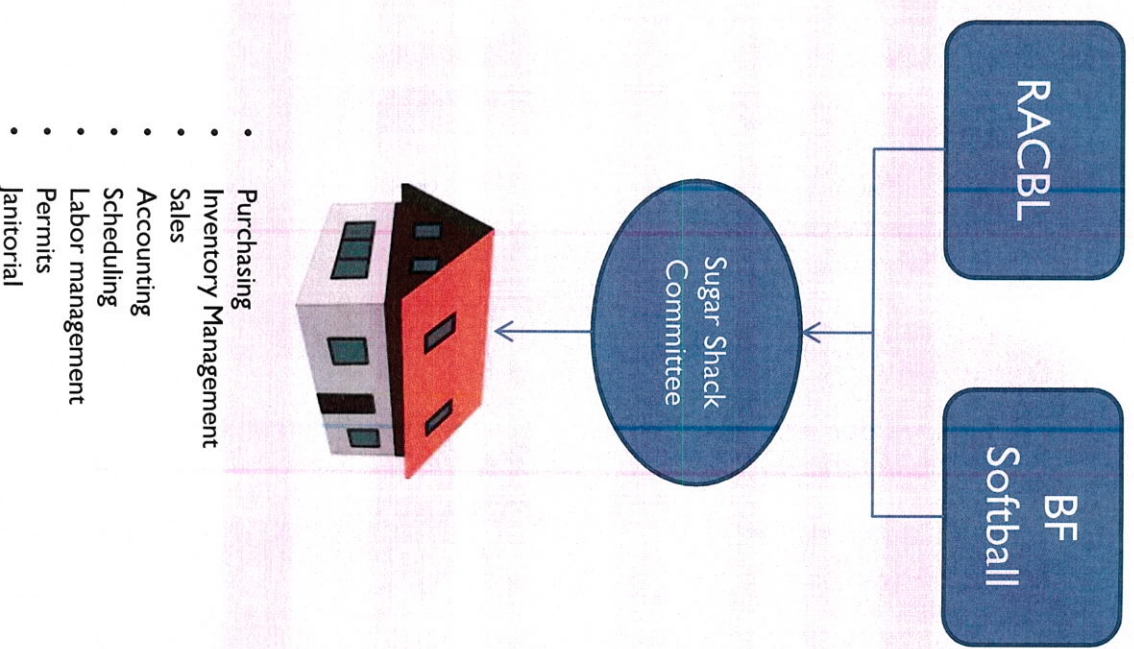 RACBL
BF
Softball
Sugar Shack
Committee
• Purchasing
• Inventory Management
• Sales
• Accounting
• Scheduling
• Labor management
• Permits
• Janitorial